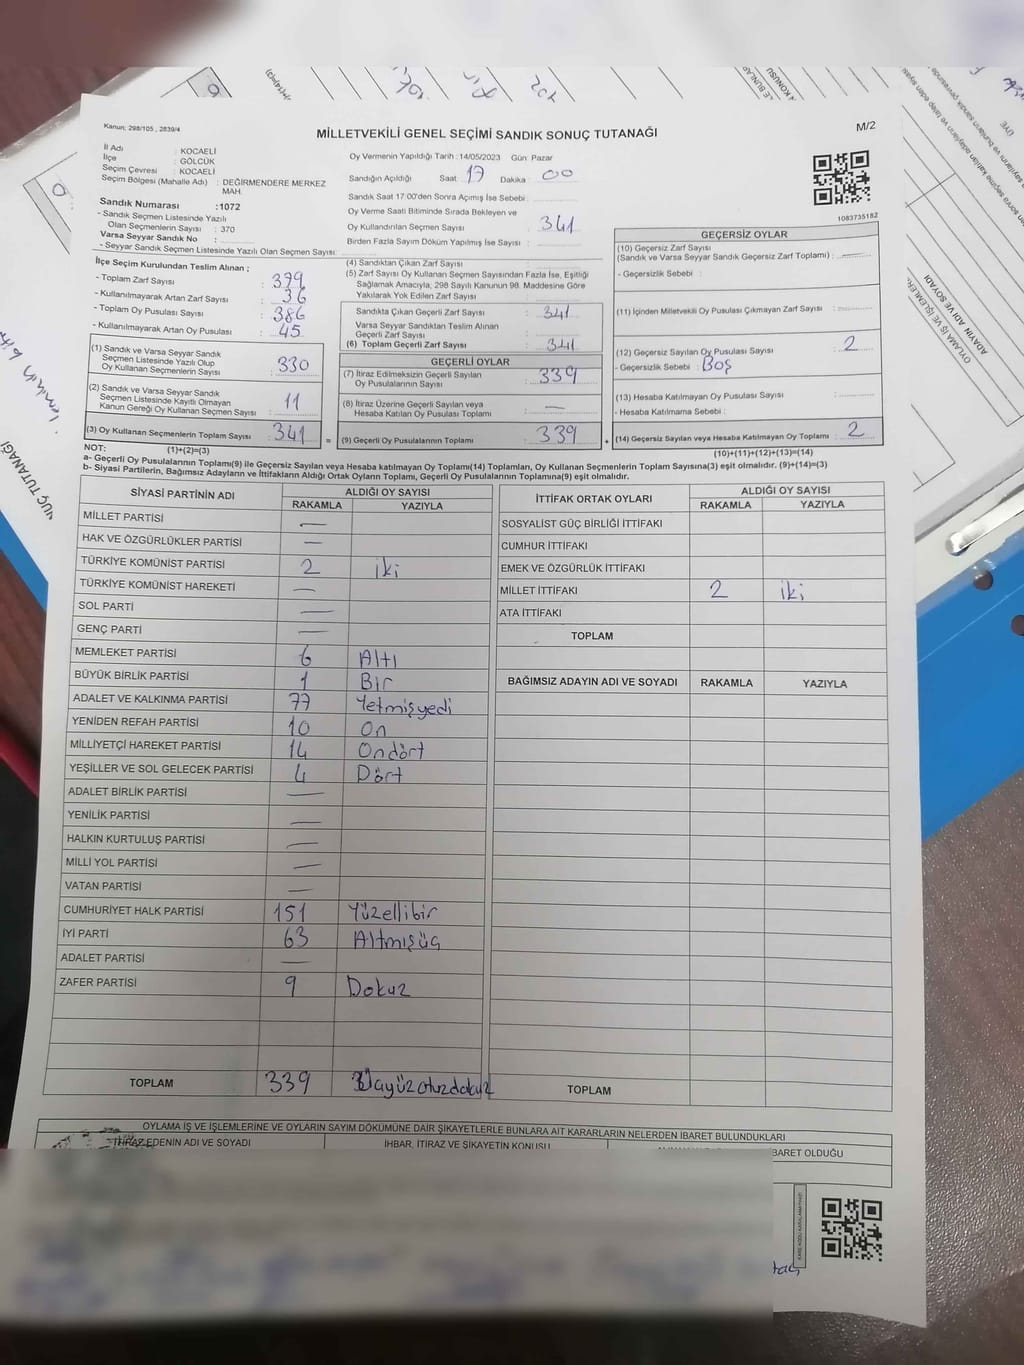 Kanun: 298/105 , 2839/4
M/2
MİLLETVEKİLİ GENEL SEÇİMİ SANDIK SONUÇ TUTANAĞI
İl Adı : KOCAELİ
İlçe : GÖLCÜK
Seçim Çevresi : KOCAELİ
Seçim Bölgesi (Mahalle Adı) : DEĞİRMENDERE MERKEZ MAH.
Sandık Numarası :1072
- Sandık Seçmen Listesinde Yazılı
Olan Seçmenlerin Sayısı : 370
Varsa Seyyar Sandık No :
- Seyyar Sandık Seçmen Listesinde Yazılı Olan Seçmen Sayısı:
Oy Vermenin Yapıldığı Tarih : 14/05/2023 Gün: Pazar
Sandığın Açıldığı Saat : 17 Dakika : 00
Sandık Saat 17.00'den Sonra Açımış İse Sebebi :
Oy Verme Saati Bitiminde Sırada Bekleyen ve
Oy Kullandırılan Seçmen Sayısı : 341
Birden Fazla Sayım Döküm Yapılmış İse Sayısı :
1083735182
İlçe Seçim Kurulundan Teslim Alınan ;
- Toplam Zarf Sayısı : 379
- Kullanılmayarak Artan Zarf Sayısı : 36
- Toplam Oy Pusulası Sayısı : 386
- Kullanılmayarak Artan Oy Pusulası : 45
(1) Sandık ve Varsa Seyyar Sandık
Seçmen Listesinde Yazılı Olup
Oy Kullanan Seçmenlerin Sayısı : 330
(2) Sandık ve Varsa Seyyar Sandık
Seçmen Listesinde Kayıtlı Olmayan
Kanun Gereği Oy Kullanan Seçmen Sayısı : 11
(3) Oy Kullanan Seçmenlerin Toplam Sayısı : 341
(4) Sandıktan Çıkan Zarf Sayısı :
(5) Zarf Sayısı Oy Kullanan Seçmen Sayısından Fazla İse, Eşitliği
Sağlamak Amacıyla, 298 Sayılı Kanunun 98. Maddesine Göre
Yakılarak Yok Edilen Zarf Sayısı :
Sandıkta Çıkan Geçerli Zarf Sayısı : 341
Varsa Seyyar Sandıktan Teslim Alınan
Geçerli Zarf Sayısı :
(6) Toplam Geçerli Zarf Sayısı : 341
GEÇERLİ OYLAR
(7) İtiraz Edilmeksizin Geçerli Sayılan
Oy Pusulalarının Sayısı : 339
(8) İtiraz Üzerine Geçerli Sayılan veya
Hesaba Katılan Oy Pusulası Toplamı : —
= (9) Geçerli Oy Pusulalarının Toplamı : 339
GEÇERSİZ OYLAR
(10) Geçersiz Zarf Sayısı
(Sandık ve Varsa Seyyar Sandık Geçersiz Zarf Toplamı) :
- Geçersizlik Sebebi :
(11) İçinden Milletvekili Oy Pusulası Çıkmayan Zarf Sayısı :
(12) Geçersiz Sayılan Oy Pusulası Sayısı : 2
- Geçersizlik Sebebi : Boş
(13) Hesaba Katılmayan Oy Pusulası Sayısı :
- Hesaba Katılmama Sebebi :
+ (14) Geçersiz Sayılan veya Hesaba Katılmayan Oy Toplamı : 2
NOT: (1)+(2)=(3)
(10)+(11)+(12)+(13)=(14)
a- Geçerli Oy Pusulalarının Toplamı(9) ile Geçersiz Sayılan veya Hesaba katılmayan Oy Toplamı(14) Toplamları, Oy Kullanan Seçmenlerin Toplam Sayısına(3) eşit olmalıdır. (9)+(14)=(3)
b- Siyasi Partilerin, Bağımsız Adayların ve İttifakların Aldığı Ortak Oyların Toplamı, Geçerli Oy Pusulalarının Toplamına(9) eşit olmalıdır.
SİYASİ PARTİNİN ADI ALDIĞI OY SAYISI
RAKAMLA YAZIYLA
MİLLET PARTİSİ —
HAK VE ÖZGÜRLÜKLER PARTİSİ —
TÜRKİYE KOMÜNİST PARTİSİ 2 iki
TÜRKİYE KOMÜNİST HAREKETİ —
SOL PARTİ —
GENÇ PARTİ —
MEMLEKET PARTİSİ 6 Altı
BÜYÜK BİRLİK PARTİSİ 1 Bir
ADALET VE KALKINMA PARTİSİ 77 Yetmişyedi
YENİDEN REFAH PARTİSİ 10 On
MİLLİYETÇİ HAREKET PARTİSİ 14 Ondört
YEŞİLLER VE SOL GELECEK PARTİSİ 4 Dört
ADALET BİRLİK PARTİSİ —
YENİLİK PARTİSİ —
HALKIN KURTULUŞ PARTİSİ —
MİLLİ YOL PARTİSİ —
VATAN PARTİSİ —
CUMHURİYET HALK PARTİSİ 151 Yüzellibir
İYİ PARTİ 63 Altmışüç
ADALET PARTİSİ —
ZAFER PARTİSİ 9 Dokuz
TOPLAM 339 Üçyüzotuzdokuz
İTTİFAK ORTAK OYLARI ALDIĞI OY SAYISI
RAKAMLA YAZIYLA
SOSYALİST GÜÇ BİRLİĞİ İTTİFAKI
CUMHUR İTTİFAKI
EMEK VE ÖZGÜRLÜK İTTİFAKI
MİLLET İTTİFAKI 2 iki
ATA İTTİFAKI
TOPLAM
BAĞIMSIZ ADAYIN ADI VE SOYADI RAKAMLA YAZIYLA
TOPLAM
OYLAMA İŞ VE İŞLEMLERİNE VE OYLARIN SAYIM DÖKÜMÜNE DAİR ŞİKAYETLERLE BUNLARA AİT KARARLARIN NELERDEN İBARET BULUNDUKLARI
İTİRAZ EDENİN ADI VE SOYADI
İHBAR, İTİRAZ VE ŞİKAYETİN KONUSU
BARET OLDUĞU
NUÇ TUTANAĞI
ADAYIN ADI VE SOYADI
OYLAMA İŞ VE İŞLEMLERİ